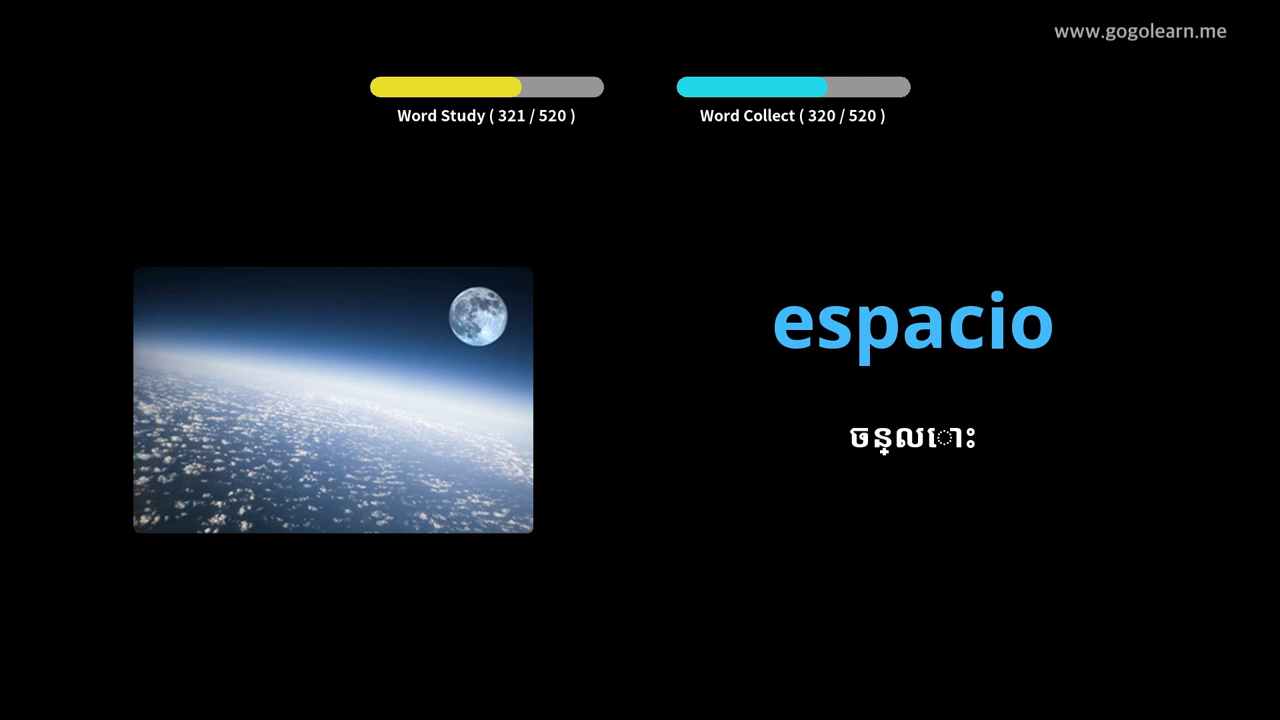 www.gogolearn.me
Word Study ( 321 / 520 )
Word Collect ( 320 / 520 )
espacio
ចន្លោះ